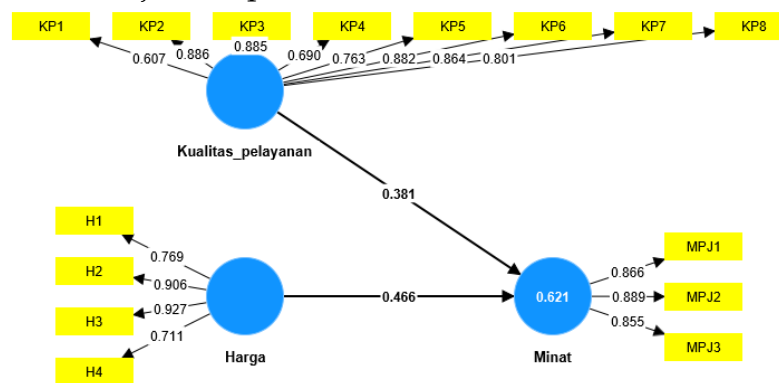 KP1 KP2 KP3 KP4 KP5 KP6 KP7 KP8
0.607 0.886 0.885 0.690 0.763 0.882 0.864 0.801
Kualitas_pelayanan
0.381
H1
H2
H3
H4
0.769
0.906
0.927
0.711
Harga
0.466
0.621
Minat
0.866
0.889
0.855
MPJ1
MPJ2
MPJ3